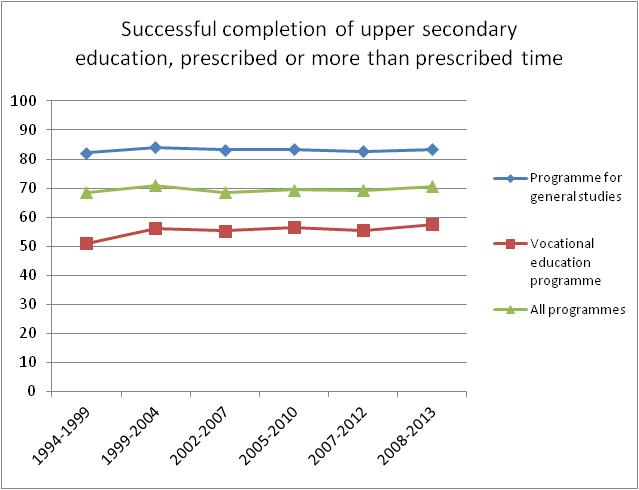 Successful completion of upper secondary
education, prescribed or more than prescribed time
100
90
80
70
60
50
40
30
20
10
0
1994-1999
1999-2004
2002-2007
2005-2010
2007-2012
2008-2013
Programme for
general studies
Vocational
education
programme
All programmes